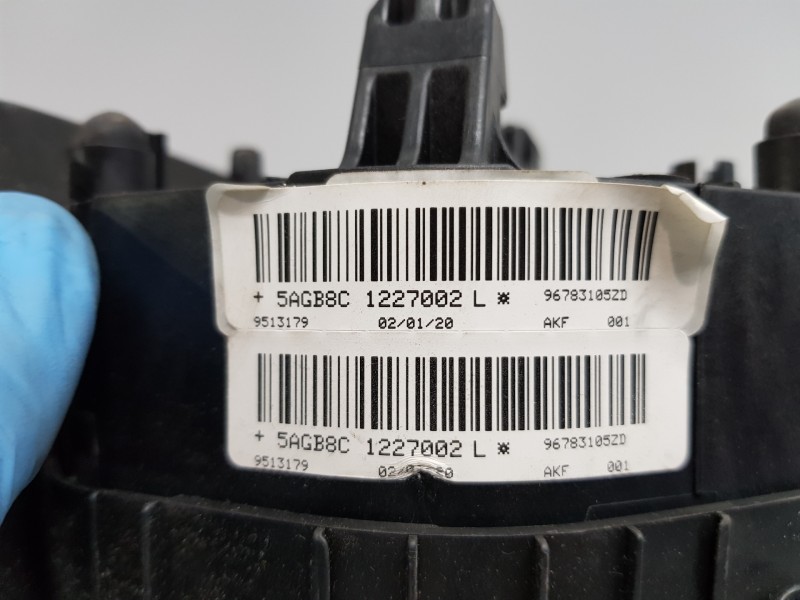 + 5AGB8C 1227002 L ✲ 96783105ZD
9513179 02/01/20 AKF 001
+ 5AGB8C 1227002 L ✲ 96783105ZD
9513179 AKF 001